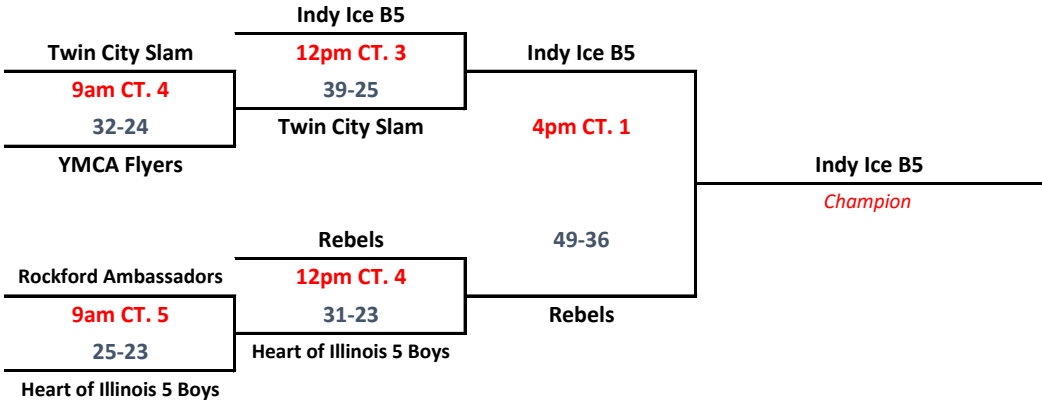 Indy Ice B5
Twin City Slam
12pm CT. 3
Indy Ice B5
9am CT. 4
39-25
32-24
Twin City Slam
4pm CT. 1
YMCA Flyers
Indy Ice B5
Champion
Rebels
49-36
Rockford Ambassadors
12pm CT. 4
9am CT. 5
31-23
Rebels
25-23
Heart of Illinois 5 Boys
Heart of Illinois 5 Boys